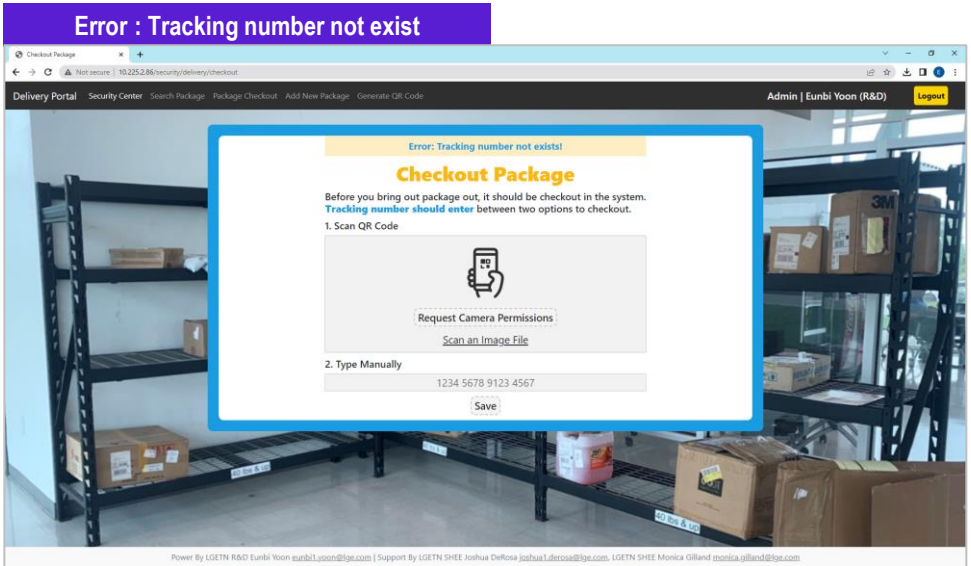 Error : Tracking number not exist
Checkout Package
Not secure | 10.225.2.86/security/delivery/checkout
Delivery Portal Security Center Search Package Package Checkout Add New Package Generate QR Code Admin | Eunbi Yoon (R&D) Logout
Error: Tracking number not exists!
Checkout Package
Before you bring out package out, it should be checkout in the system.
Tracking number should enter between two options to checkout.
1. Scan QR Code
Request Camera Permissions
Scan an Image File
2. Type Manually
1234 5678 9123 4567
Save
3M
40 lbs & up
40 lbs & up
Power By LGETN R&D Eunbi Yoon eunbi1.yoon@lge.com | Support By LGETN SHEE Joshua DeRosa joshua1.derosa@lge.com, LGETN SHEE Monica Gilland monica.gilland@lge.com